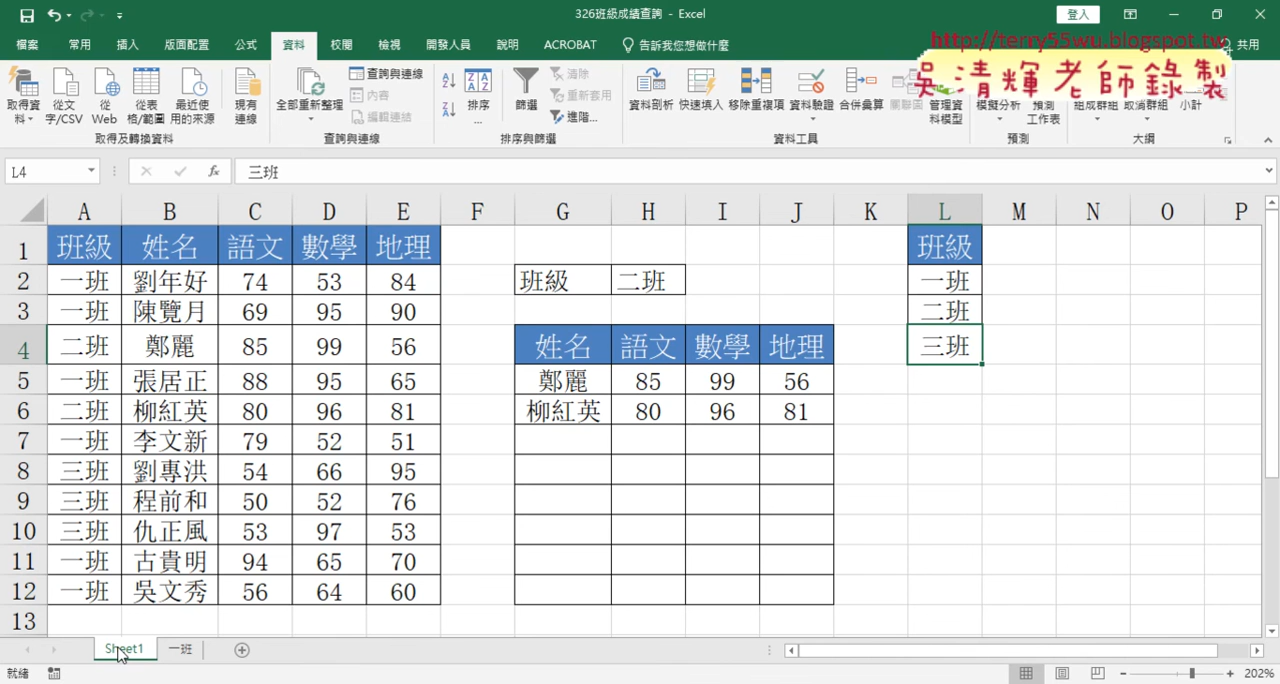 326班級成績查詢 - Excel
登入
檔案 常用 插入 版面配置 公式 資料 校閱 檢視 開發人員 說明 ACROBAT 告訴我您想做什麼 共用
http://terry55wu.blogspot.tw
吳清輝老師錄製
取得資料 從文字/CSV 從Web 從表格/範圍 最近使用的來源 現有連線 全部重新整理 查詢與連線 內容 編輯連結 排序... 篩選 清除 重新套用 進階... 資料剖析 快速填入 移除重複項 資料驗證 合併彙算 關聯圖 管理資料模型 模擬分析 預測工作表 組成群組 取消群組 小計
取得及轉換資料 查詢與連線 排序與篩選 資料工具 預測 大綱
L4 fx 三班
A B C D E F G H I J K L M N O P
1 班級 姓名 語文 數學 地理 班級
2 一班 劉年好 74 53 84 班級 二班 一班
3 一班 陳覽月 69 95 90 二班
4 二班 鄭麗 85 99 56 姓名 語文 數學 地理 三班
5 一班 張居正 88 95 65 鄭麗 85 99 56
6 二班 柳紅英 80 96 81 柳紅英 80 96 81
7 一班 李文新 79 52 51
8 三班 劉專洪 54 66 95
9 三班 程前和 50 52 76
10 三班 仇正風 53 97 53
11 一班 古貴明 94 65 70
12 一班 吳文秀 56 64 60
13
Sheet1 一班
就緒 202%